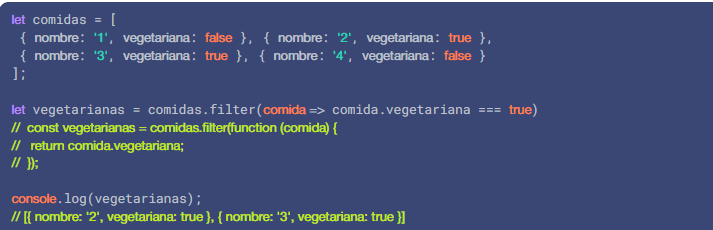 let comidas = [
 { nombre: '1', vegetariana: false }, { nombre: '2', vegetariana: true },
 { nombre: '3', vegetariana: true }, { nombre: '4', vegetariana: false }
];
let vegetarianas = comidas.filter(comida => comida.vegetariana === true)
// const vegetarianas = comidas.filter(function (comida) {
//   return comida.vegetariana;
// });
console.log(vegetarianas);
// [{ nombre: '2', vegetariana: true }, { nombre: '3', vegetariana: true }]